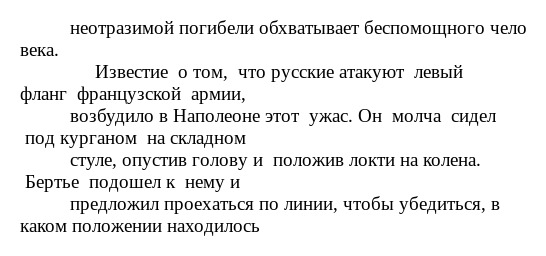 неотразимой погибели обхватывает беспомощного чело
века.
Известие о том, что русские атакуют левый
фланг французской армии,
возбудило в Наполеоне этот ужас. Он молча сидел
под курганом на складном
стуле, опустив голову и положив локти на колена.
Бертье подошел к нему и
предложил проехаться по линии, чтобы убедиться, в
каком положении находилось